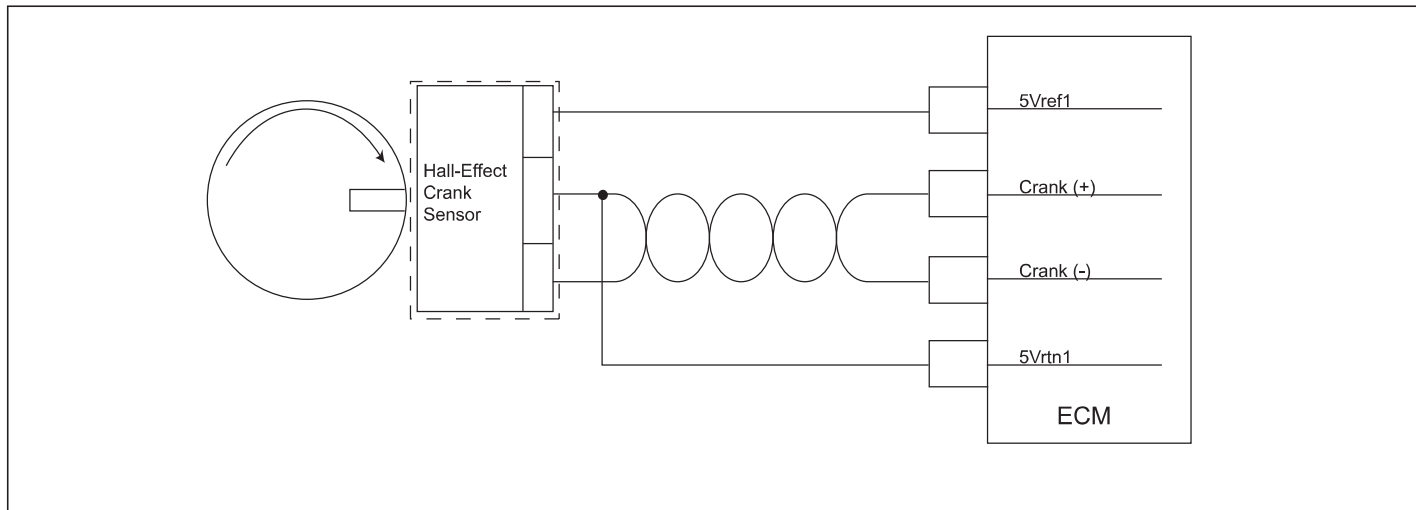 5Vref1
Hall-Effect
Crank
Sensor
Crank (+)
Crank (-)
5Vrtn1
ECM